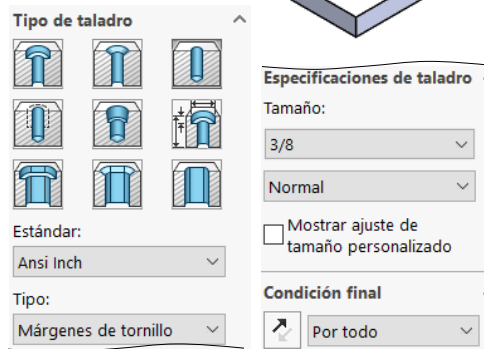 Tipo de taladro
Estándar:
Ansi Inch
Tipo:
Márgenes de tornillo
Especificaciones de taladro
Tamaño:
3/8
Normal
Mostrar ajuste de
tamaño personalizado
Condición final
Por todo